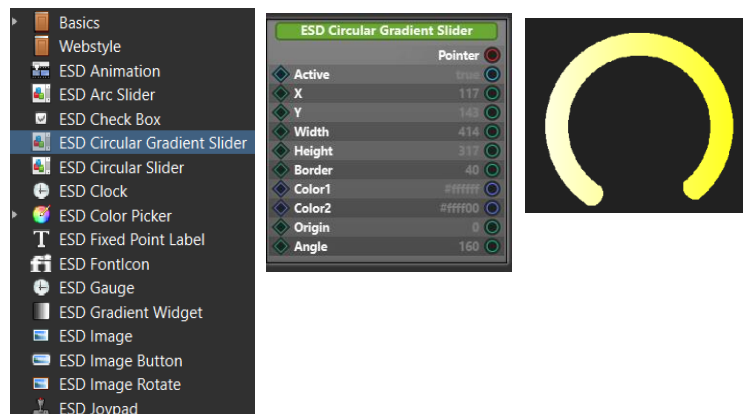 Basics
Webstyle
ESD Animation
ESD Arc Slider
ESD Check Box
ESD Circular Gradient Slider
ESD Circular Slider
ESD Clock
ESD Color Picker
ESD Fixed Point Label
ESD FontIcon
ESD Gauge
ESD Gradient Widget
ESD Image
ESD Image Button
ESD Image Rotate
ESD Joypad
ESD Circular Gradient Slider
Pointer
Active true
X 117
Y 143
Width 414
Height 317
Border 40
Color1 #ffffff
Color2 #ffff00
Origin 0
Angle 160